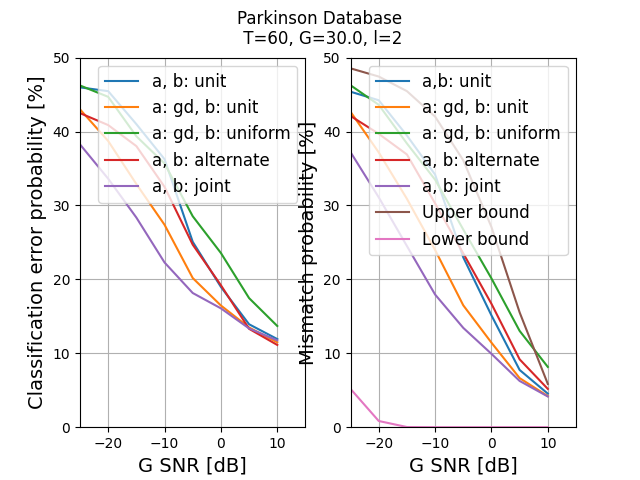 Parkinson Database
T=60, G=30.0, l=2
Classification error probability [%]
50
40
30
20
10
0
−20
−10
0
10
G SNR [dB]
a, b: unit
a: gd, b: unit
a: gd, b: uniform
a, b: alternate
a, b: joint
Mismatch probability [%]
50
40
30
20
10
0
−20
−10
0
10
G SNR [dB]
a,b: unit
a: gd, b: unit
a: gd, b: uniform
a, b: alternate
a, b: joint
Upper bound
Lower bound